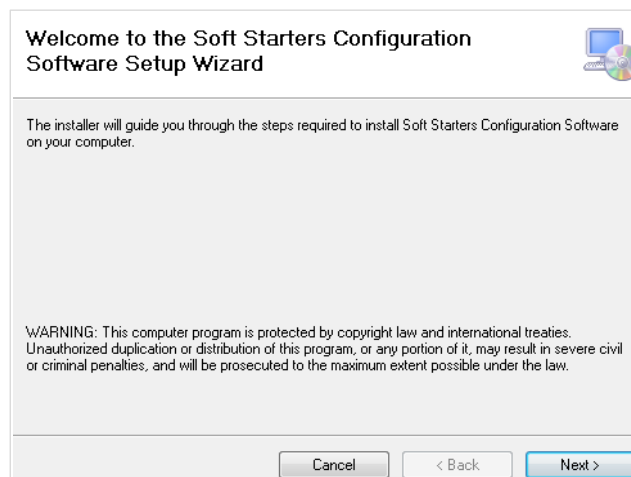 Welcome to the Soft Starters Configuration
Software Setup Wizard
The installer will guide you through the steps required to install Soft Starters Configuration Software
on your computer.
WARNING: This computer program is protected by copyright law and international treaties.
Unauthorized duplication or distribution of this program, or any portion of it, may result in severe civil
or criminal penalties, and will be prosecuted to the maximum extent possible under the law.
Cancel
< Back
Next >